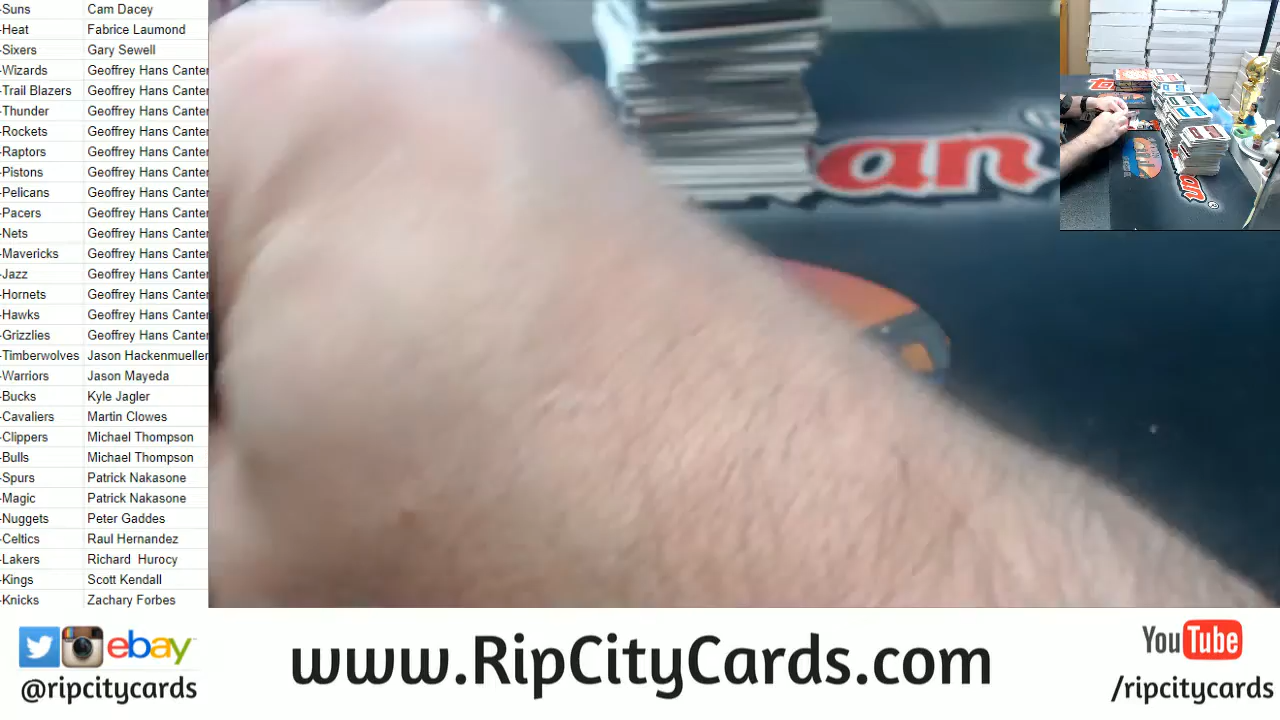 -Suns Cam Dacey
-Heat Fabrice Laumond
-Sixers Gary Sewell
-Wizards Geoffrey Hans Canter
-Trail Blazers Geoffrey Hans Canter
-Thunder Geoffrey Hans Canter
-Rockets Geoffrey Hans Canter
-Raptors Geoffrey Hans Canter
-Pistons Geoffrey Hans Canter
-Pelicans Geoffrey Hans Canter
-Pacers Geoffrey Hans Canter
-Nets Geoffrey Hans Canter
-Mavericks Geoffrey Hans Canter
-Jazz Geoffrey Hans Canter
-Hornets Geoffrey Hans Canter
-Hawks Geoffrey Hans Canter
-Grizzlies Geoffrey Hans Canter
-Timberwolves Jason Hackenmueller
-Warriors Jason Mayeda
-Bucks Kyle Jagler
-Cavaliers Martin Clowes
-Clippers Michael Thompson
-Bulls Michael Thompson
-Spurs Patrick Nakasone
-Magic Patrick Nakasone
-Nuggets Peter Gaddes
-Celtics Raul Hernandez
-Lakers Richard Hurocy
-Kings Scott Kendall
-Knicks Zachary Forbes
an
an
ebay
@ripcitycards
www.RipCityCards.com
YouTube
/ripcitycards